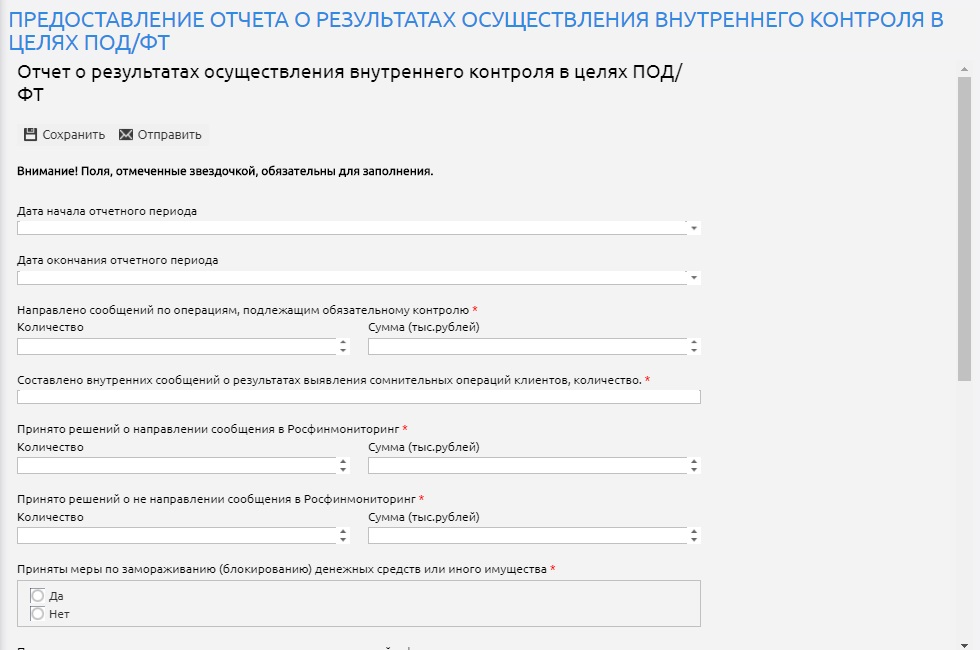 ПРЕДОСТАВЛЕНИЕ ОТЧЕТА О РЕЗУЛЬТАТАХ ОСУЩЕСТВЛЕНИЯ ВНУТРЕННЕГО КОНТРОЛЯ В
ЦЕЛЯХ ПОД/ФТ
Отчет о результатах осуществления внутреннего контроля в целях ПОД/
ФТ
Сохранить Отправить
Внимание! Поля, отмеченные звездочкой, обязательны для заполнения.
Дата начала отчетного периода
Дата окончания отчетного периода
Направлено сообщений по операциям, подлежащим обязательному контролю *
Количество Сумма (тыс.рублей)
Составлено внутренних сообщений о результатах выявления сомнительных операций клиентов, количество. *
Принято решений о направлении сообщения в Росфинмониторинг *
Количество Сумма (тыс.рублей)
Принято решений о не направлении сообщения в Росфинмониторинг *
Количество Сумма (тыс.рублей)
Приняты меры по замораживанию (блокированию) денежных средств или иного имущества *
Да
Нет